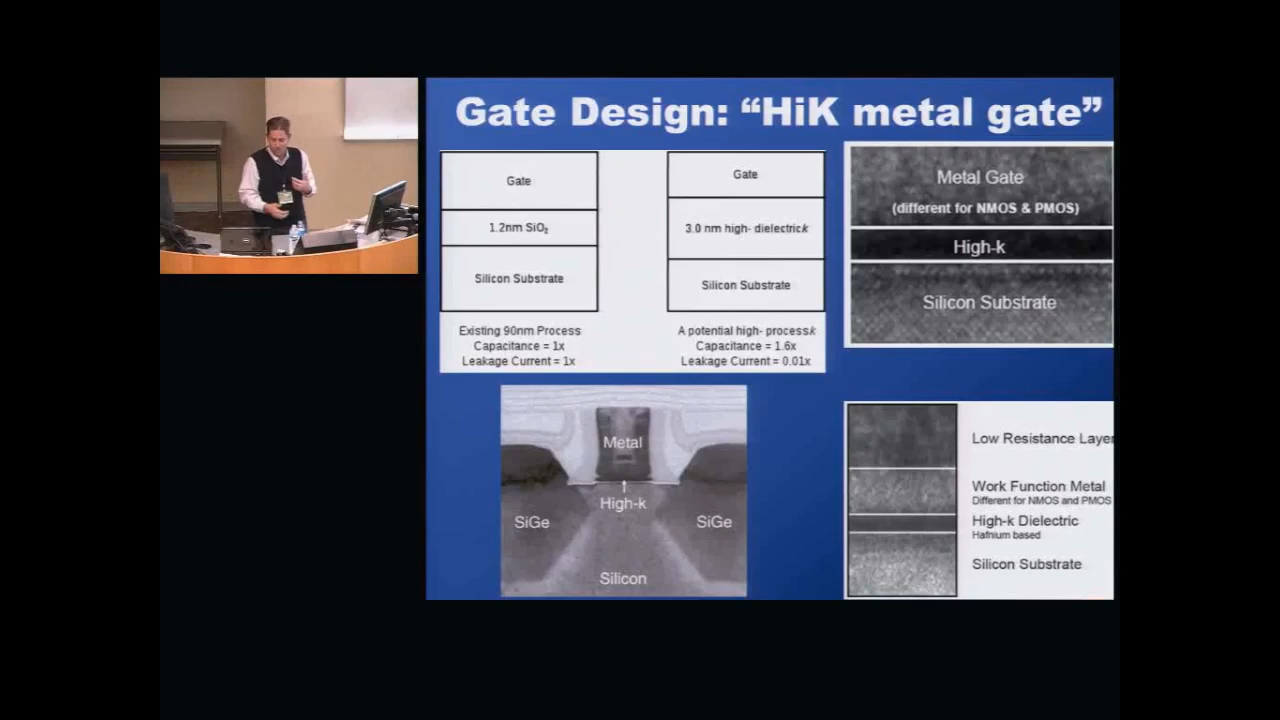 Gate Design: “HiK metal gate”
Gate
1.2nm SiO₂
Silicon Substrate
Existing 90nm Process
Capacitance = 1x
Leakage Current = 1x
Gate
3.0 nm high- dielectrick
Silicon Substrate
A potential high- processk
Capacitance = 1.6x
Leakage Current = 0.01x
Metal Gate
(different for NMOS & PMOS)
High-k
Silicon Substrate
Metal
High-k
SiGe
SiGe
Silicon
Low Resistance Layer
Work Function Metal
Different for NMOS and PMOS
High-k Dielectric
Hafnium based
Silicon Substrate